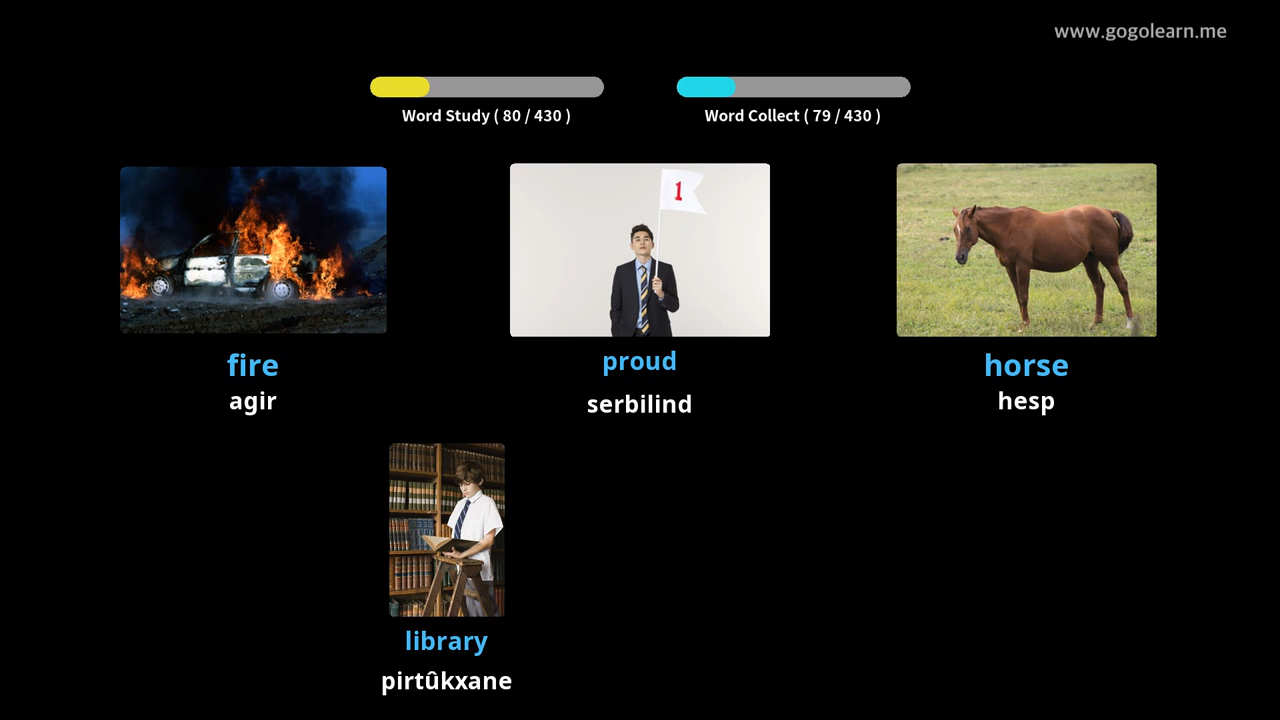 www.gogolearn.me
Word Study ( 80 / 430 )
Word Collect ( 79 / 430 )
1
fire
agir
proud
serbilind
horse
hesp
library
pirtûkxane